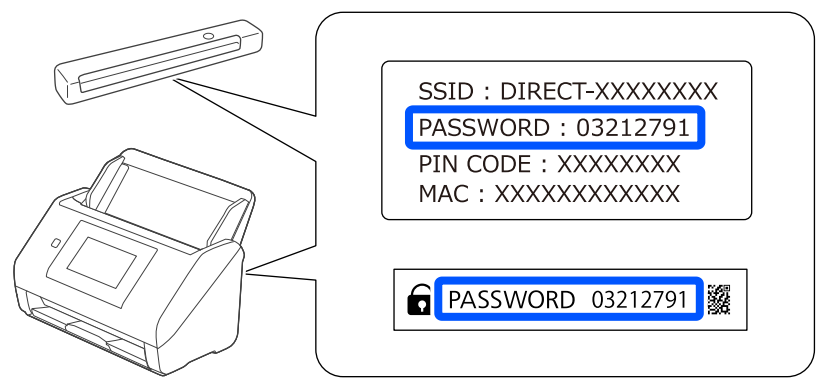 SSID : DIRECT-XXXXXXXX
PASSWORD : 03212791
PIN CODE : XXXXXXXX
MAC : XXXXXXXXXXXX
PASSWORD 03212791